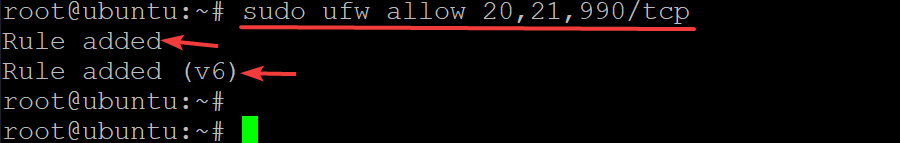 root@ubuntu:~# sudo ufw allow 20,21,990/tcp
Rule added
Rule added (v6)
root@ubuntu:~#
root@ubuntu:~#